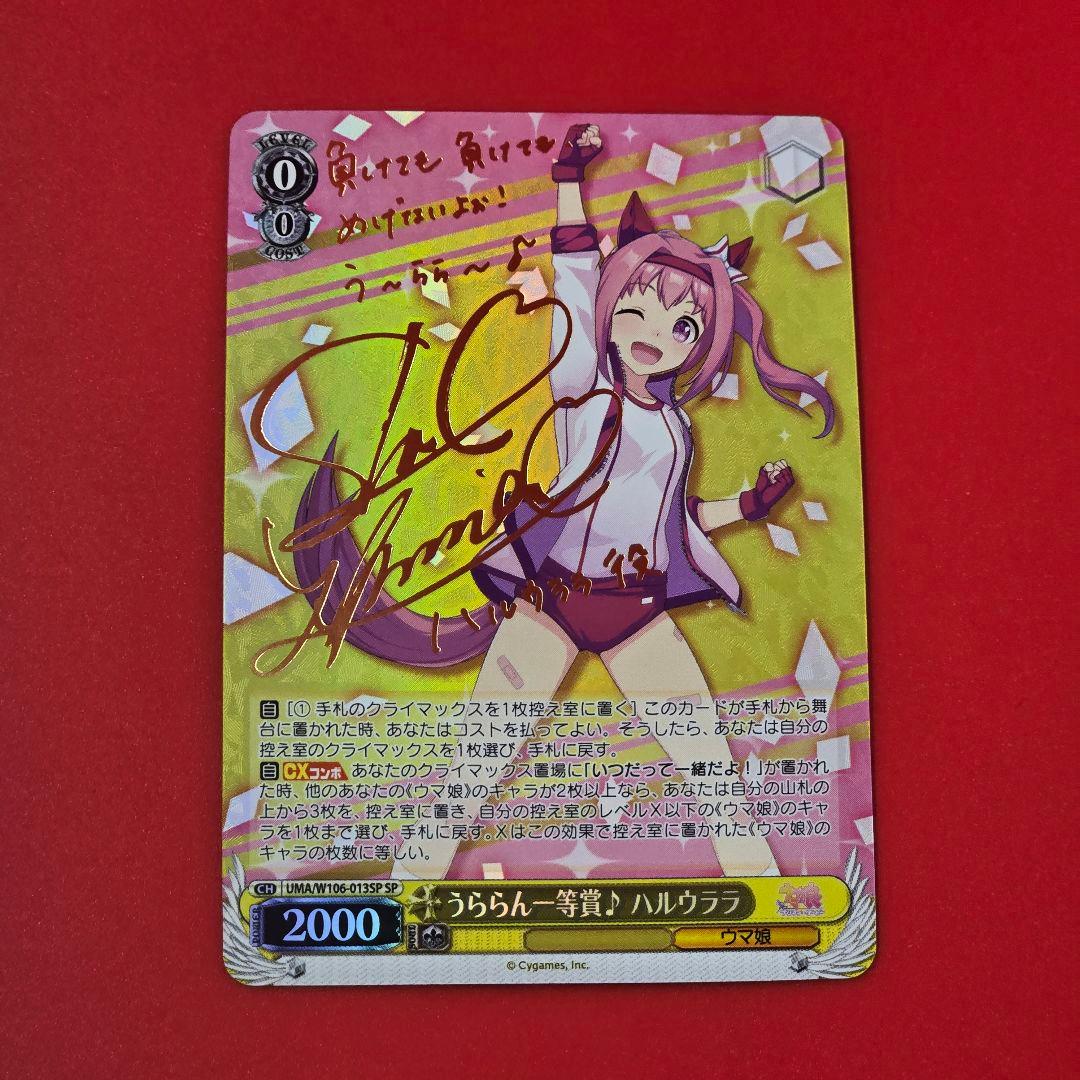 LEVEL
0
0
COST
負けても 負けても
めげないよが!
う～らら～♪
ハルウララ役
自[① 手札のクライマックスを1枚控え室に置く] このカードが手札から舞
台に置かれた時、あなたはコストを払ってよい。そうしたら、あなたは自分の
控え室のクライマックスを1枚選び、手札に戻す。
自 CXコンボ あなたのクライマックス置場に「いつだって一緒だよ!」が置かれ
た時、他のあなたの《ウマ娘》のキャラが2枚以上なら、あなたは自分の山札の
上から3枚を、控え室に置き、自分の控え室のレベルX以下の《ウマ娘》のキャ
ラを1枚まで選び、手札に戻す。Xはこの効果で控え室に置かれた《ウマ娘》の
キャラの枚数に等しい。
CH UMA/W106-013SP SP
うららん一等賞♪ ハルウララ
POWER 2000
SOUL
ウマ娘
© Cygames, Inc.